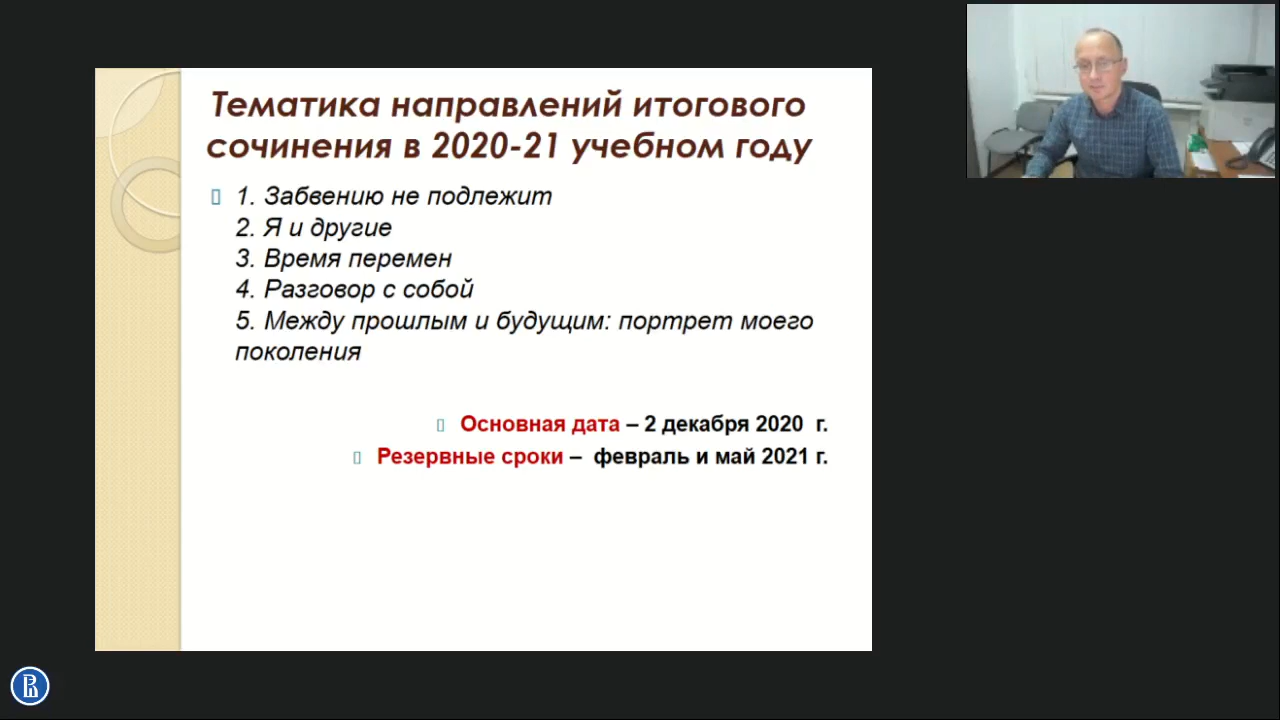 Тематика направлений итогового
сочинения в 2020-21 учебном году
1. Забвению не подлежит
2. Я и другие
3. Время перемен
4. Разговор с собой
5. Между прошлым и будущим: портрет моего
поколения
Основная дата – 2 декабря 2020 г.
Резервные сроки – февраль и май 2021 г.